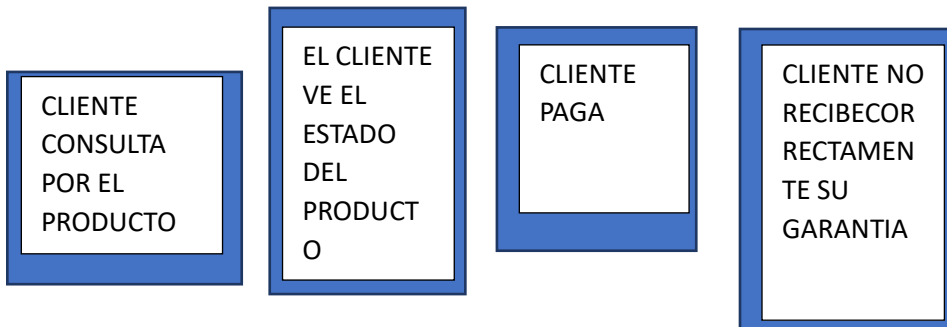 CLIENTE
CONSULTA
POR EL
PRODUCTO
EL CLIENTE
VE EL
ESTADO
DEL
PRODUCT
O
CLIENTE
PAGA
CLIENTE NO
RECIBECOR
RECTAMEN
TE SU
GARANTIA